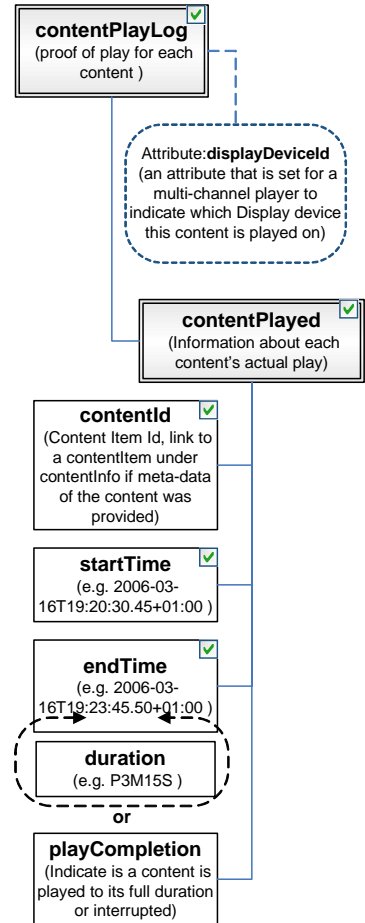 contentPlayLog
(proof of play for each
content )
Attribute:displayDeviceId
(an attribute that is set for a
multi-channel player to
indicate which Display device
this content is played on)
contentPlayed
(Information about each
content's actual play)
contentId
(Content Item Id, link to
a contentItem under
contentInfo if meta-data
of the content was
provided)
startTime
(e.g. 2006-03-
16T19:20:30.45+01:00 )
endTime
(e.g. 2006-03-
16T19:23:45.50+01:00 )
duration
(e.g. P3M15S )
or
playCompletion
(Indicate is a content is
played to its full duration
or interrupted)